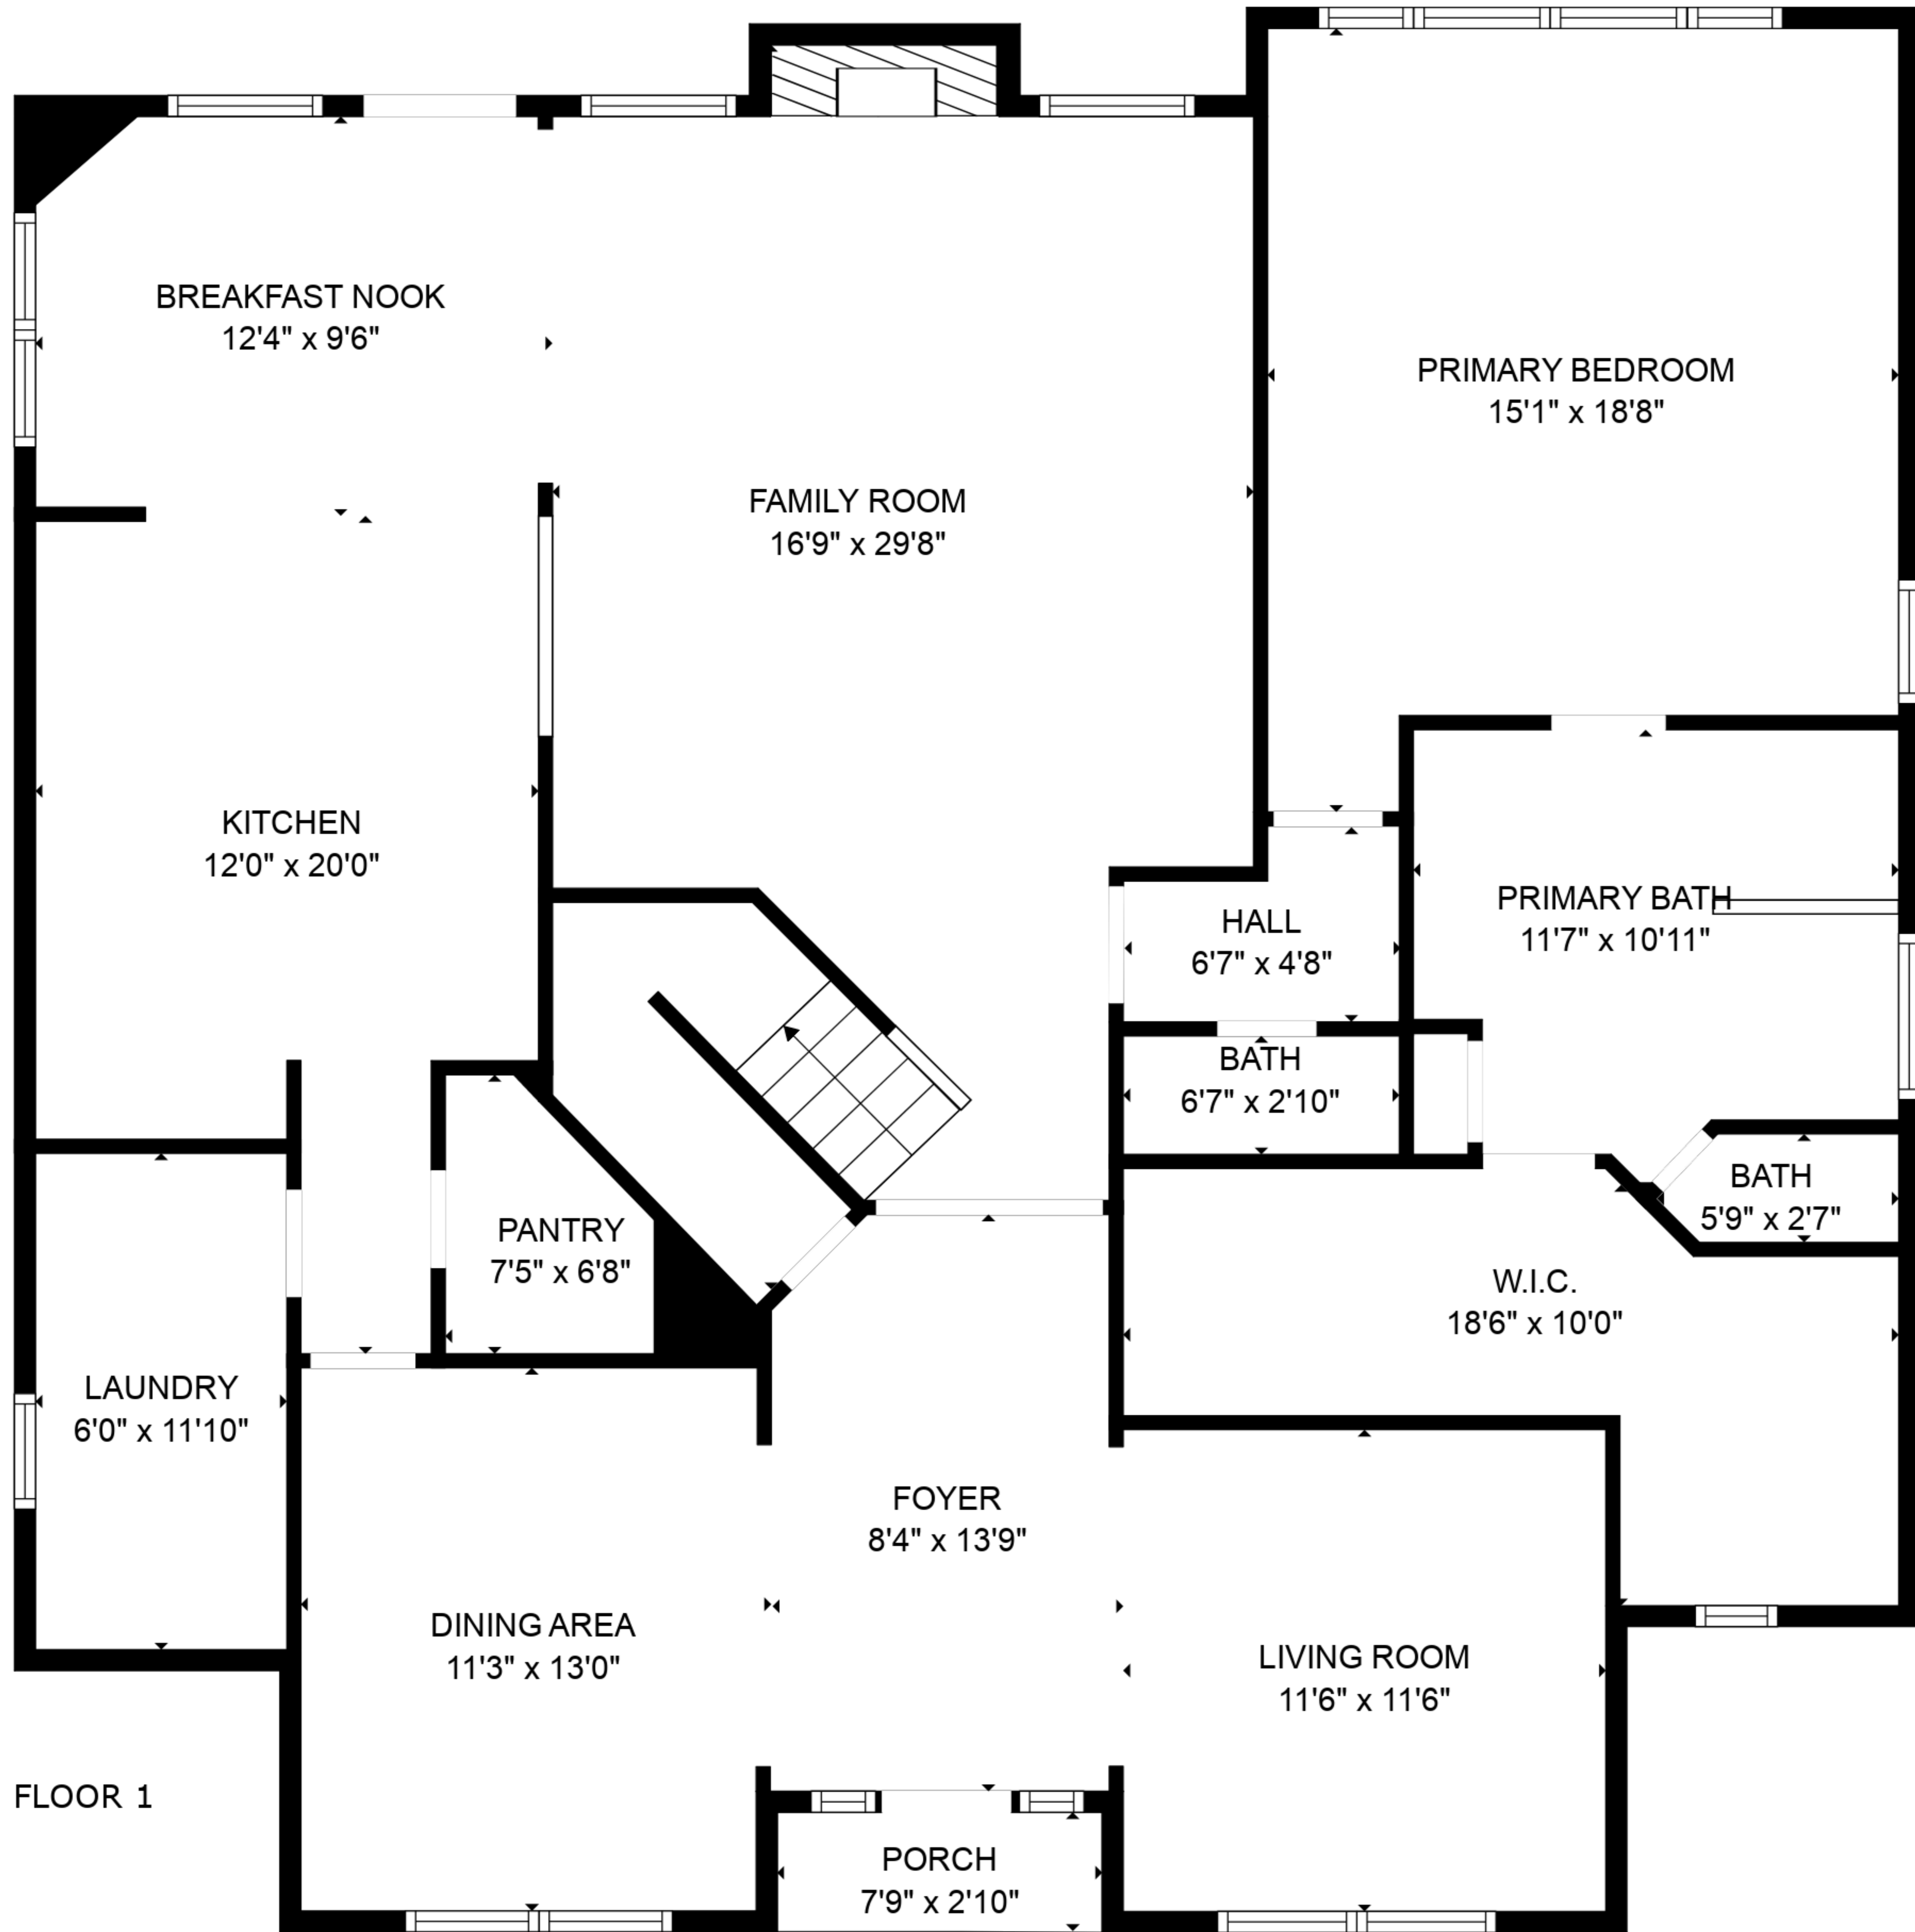 BREAKFAST NOOK
12'4" x 9'6"
PRIMARY BEDROOM
15'1" x 18'8"
FAMILY ROOM
16'9" x 29'8"
KITCHEN
12'0" x 20'0"
PRIMARY BATH
11'7" x 10'11"
HALL
6'7" x 4'8"
BATH
6'7" x 2'10"
BATH
5'9" x 2'7"
PANTRY
7'5" x 6'8"
W.I.C.
18'6" x 10'0"
LAUNDRY
6'0" x 11'10"
FOYER
8'4" x 13'9"
DINING AREA
11'3" x 13'0"
LIVING ROOM
11'6" x 11'6"
FLOOR 1
PORCH
7'9" x 2'10"